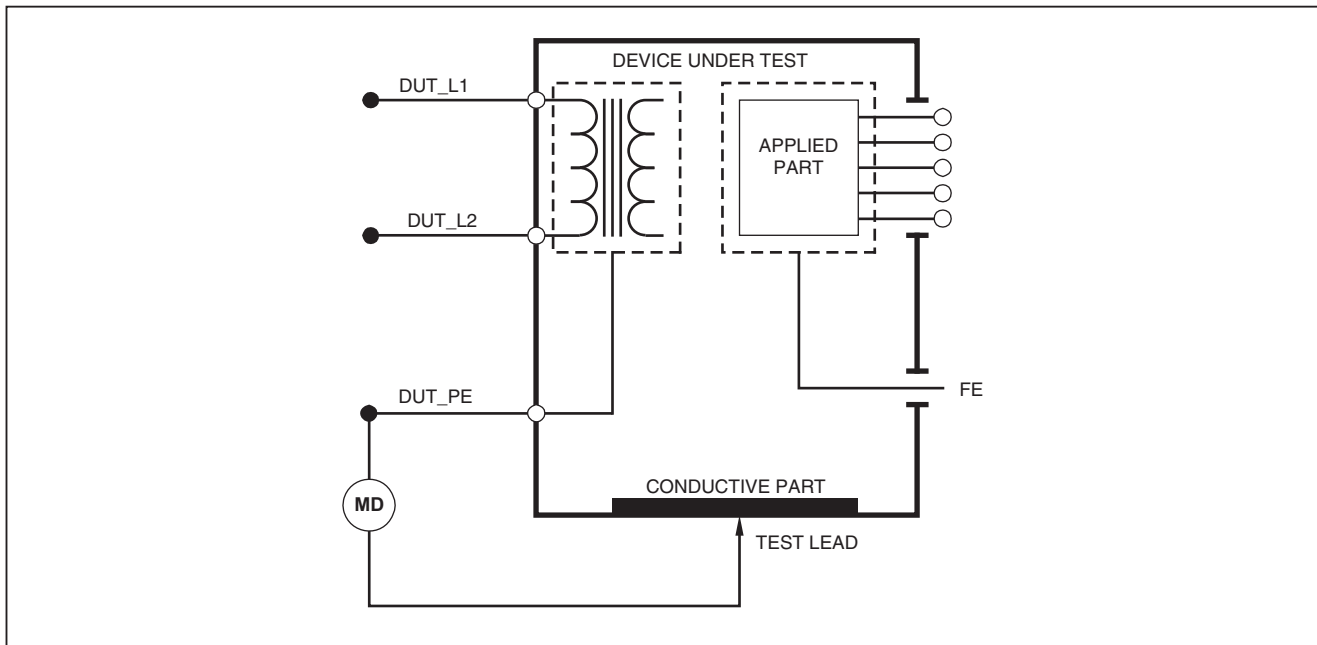 DEVICE UNDER TEST
DUT_L1
APPLIED
PART
DUT_L2
DUT_PE
FE
CONDUCTIVE PART
MD
TEST LEAD